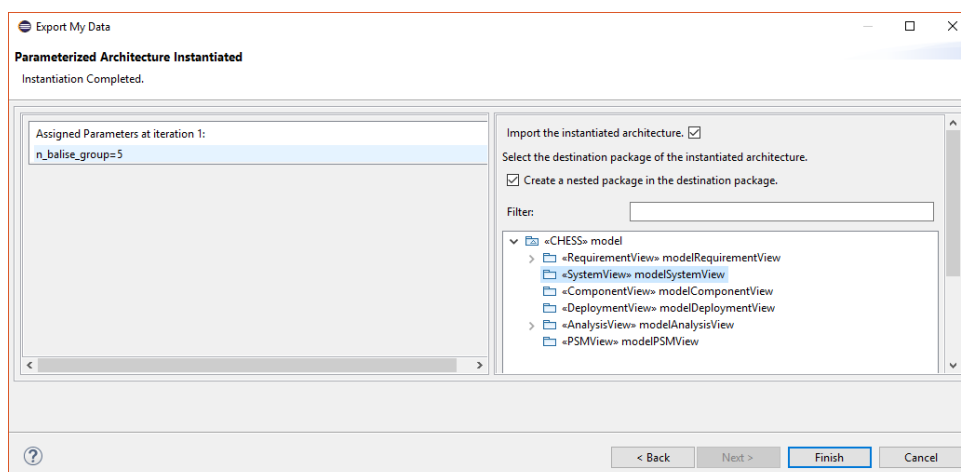 Export My Data
Parameterized Architecture Instantiated
Instantiation Completed.
Assigned Parameters at iteration 1:
n_balise_group=5
Import the instantiated architecture.
Select the destination package of the instantiated architecture.
Create a nested package in the destination package.
Filter:
«CHESS» model
«RequirementView» modelRequirementView
«SystemView» modelSystemView
«ComponentView» modelComponentView
«DeploymentView» modelDeploymentView
«AnalysisView» modelAnalysisView
«PSMView» modelPSMView
< Back Next > Finish Cancel